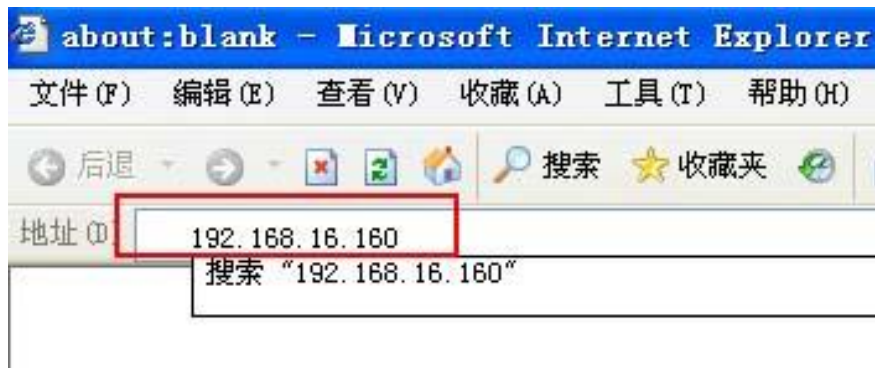 about:blank - Microsoft Internet Explorer
文件(F) 编辑(E) 查看(V) 收藏(A) 工具(T) 帮助(H)
后退 搜索 收藏夹
地址(D) 192.168.16.160
搜索 “192.168.16.160”